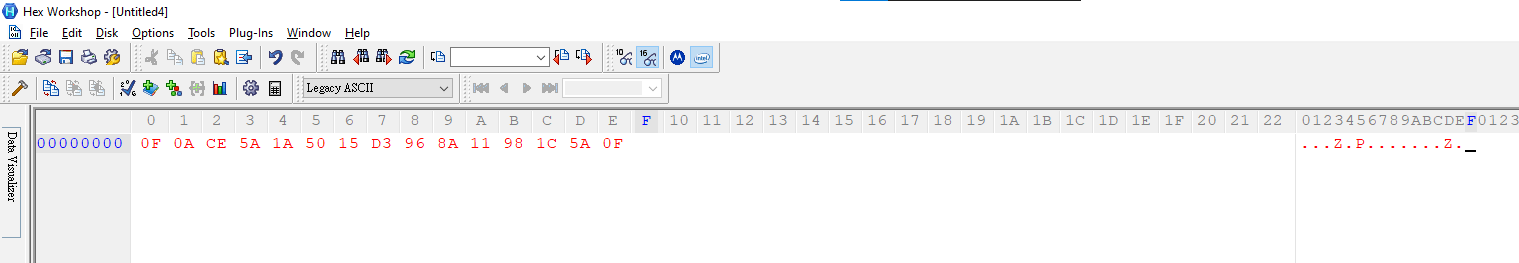 Hex Workshop - [Untitled4]
File Edit Disk Options Tools Plug-Ins Window Help
10 16 intel
Legacy ASCII
0 1 2 3 4 5 6 7 8 9 A B C D E F 10 11 12 13 14 15 16 17 18 19 1A 1B 1C 1D 1E 1F 20 21 22 0123456789ABCDEF0123
00000000 0F 0A CE 5A 1A 50 15 D3 96 8A 11 98 1C 5A 0F ...Z.P.......Z.
Data Visualizer